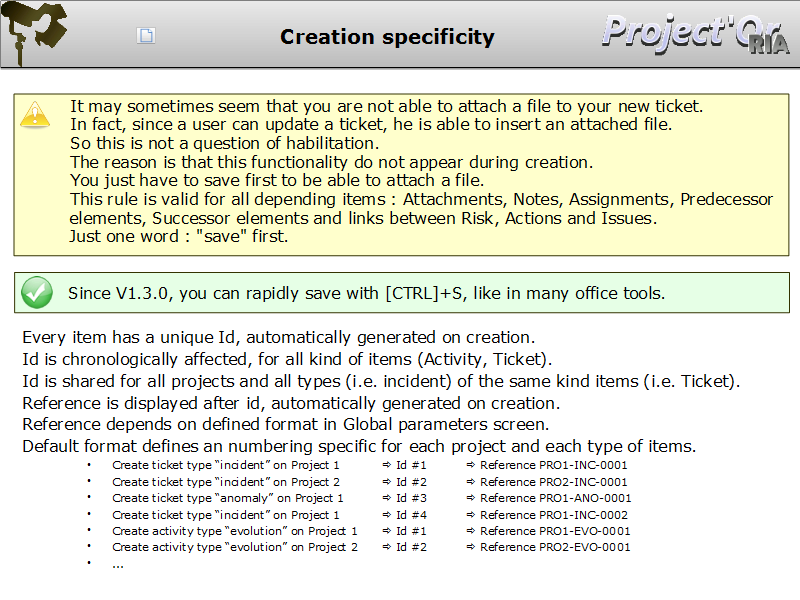 Creation specificity
Project'Or
RIA
It may sometimes seem that you are not able to attach a file to your new ticket.
In fact, since a user can update a ticket, he is able to insert an attached file.
So this is not a question of habilitation.
The reason is that this functionality do not appear during creation.
You just have to save first to be able to attach a file.
This rule is valid for all depending items : Attachments, Notes, Assignments, Predecessor
elements, Successor elements and links between Risk, Actions and Issues.
Just one word : "save" first.
Since V1.3.0, you can rapidly save with [CTRL]+S, like in many office tools.
Every item has a unique Id, automatically generated on creation.
Id is chronologically affected, for all kind of items (Activity, Ticket).
Id is shared for all projects and all types (i.e. incident) of the same kind items (i.e. Ticket).
Reference is displayed after id, automatically generated on creation.
Reference depends on defined format in Global parameters screen.
Default format defines an numbering specific for each project and each type of items.
• Create ticket type “incident” on Project 1 ⇨ Id #1 ⇨ Reference PRO1-INC-0001
• Create ticket type “incident” on Project 2 ⇨ Id #2 ⇨ Reference PRO2-INC-0001
• Create ticket type “anomaly” on Project 1 ⇨ Id #3 ⇨ Reference PRO1-ANO-0001
• Create ticket type “incident” on Project 1 ⇨ Id #4 ⇨ Reference PRO1-INC-0002
• Create activity type “evolution” on Project 1 ⇨ Id #1 ⇨ Reference PRO1-EVO-0001
• Create activity type “evolution” on Project 2 ⇨ Id #2 ⇨ Reference PRO2-EVO-0001
• ...